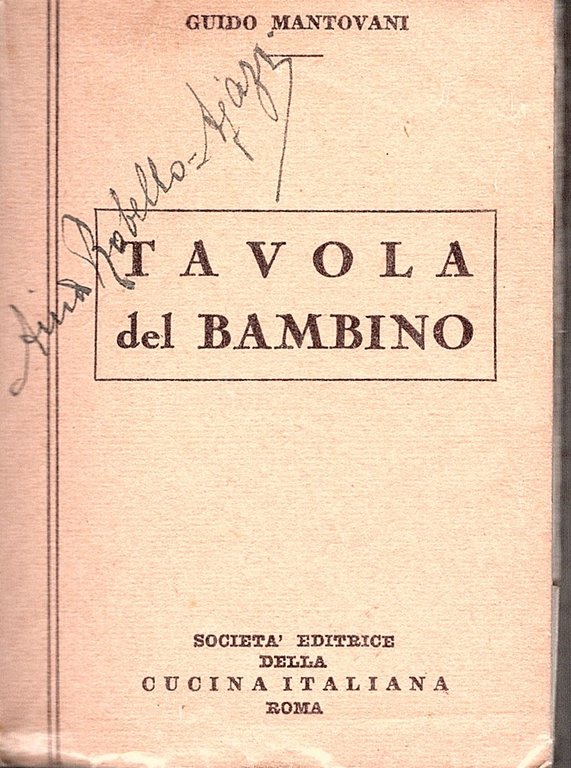 GUIDO MANTOVANI
TAVOLA
del BAMBINO
SOCIETA' EDITRICE
DELLA
CUCINA ITALIANA
ROMA